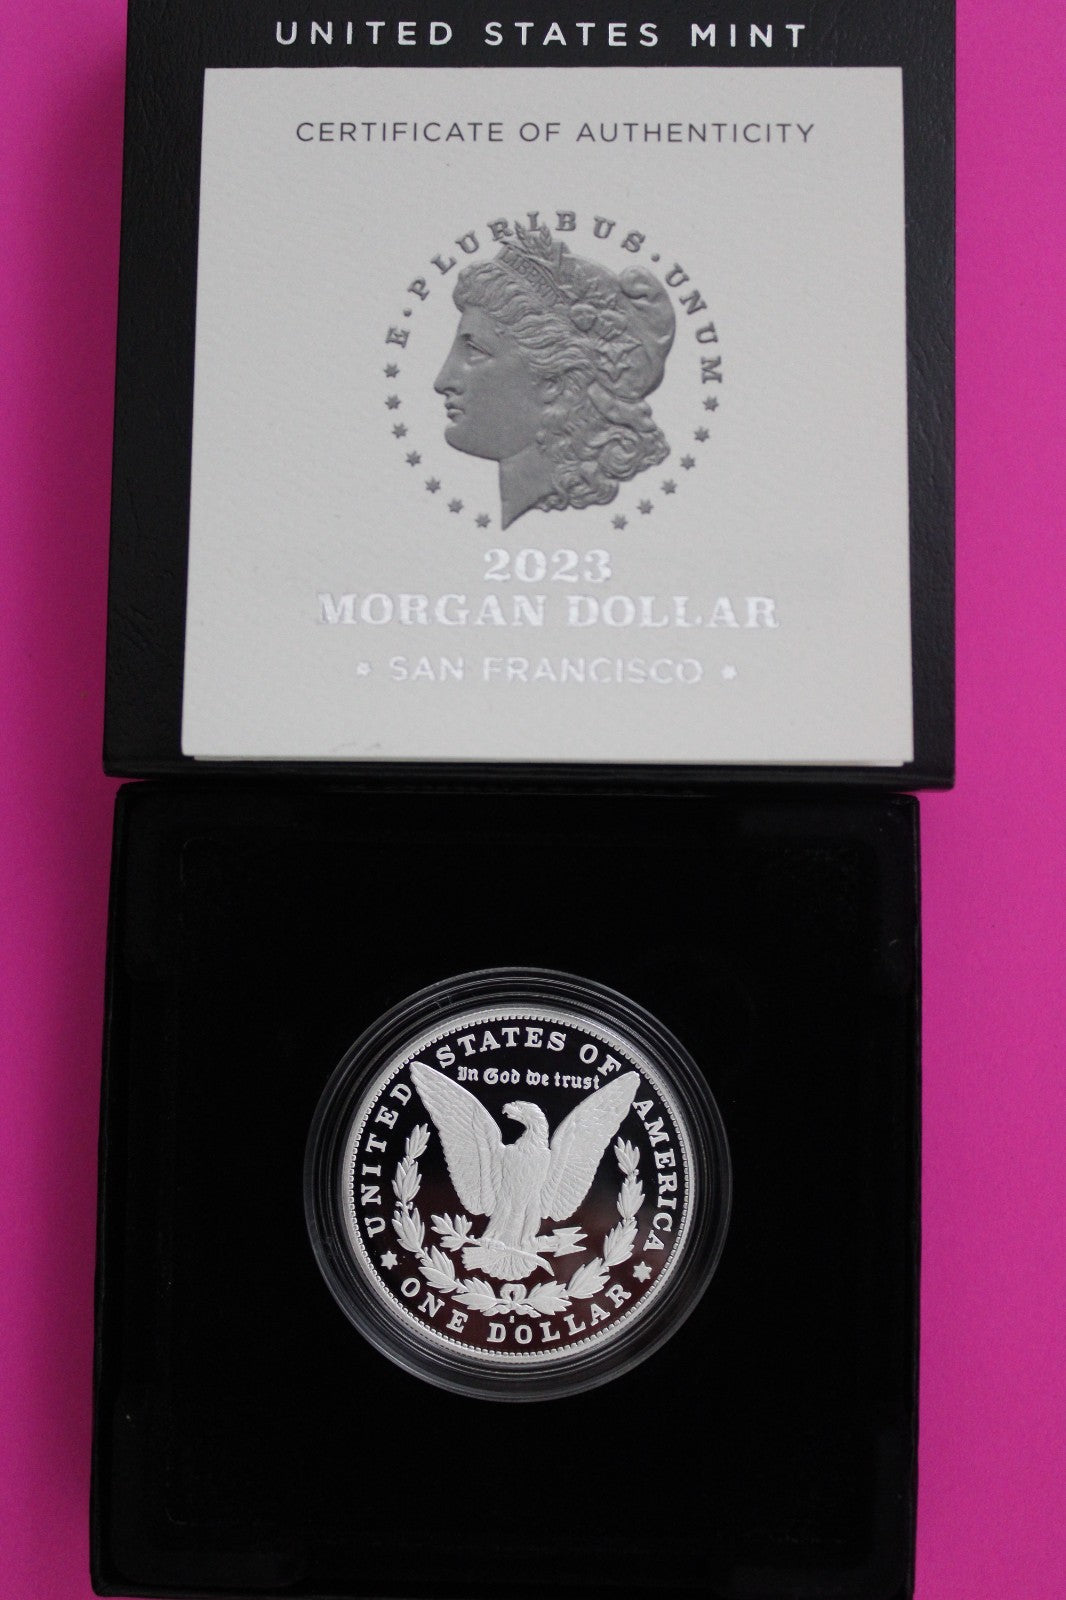 UNITED STATES MINT
CERTIFICATE OF AUTHENTICITY
E · PLURIBUS · UNUM
LIBERTY
2023
MORGAN DOLLAR
* SAN FRANCISCO *
UNITED STATES OF AMERICA
In God we trust
S
★ ONE DOLLAR ★